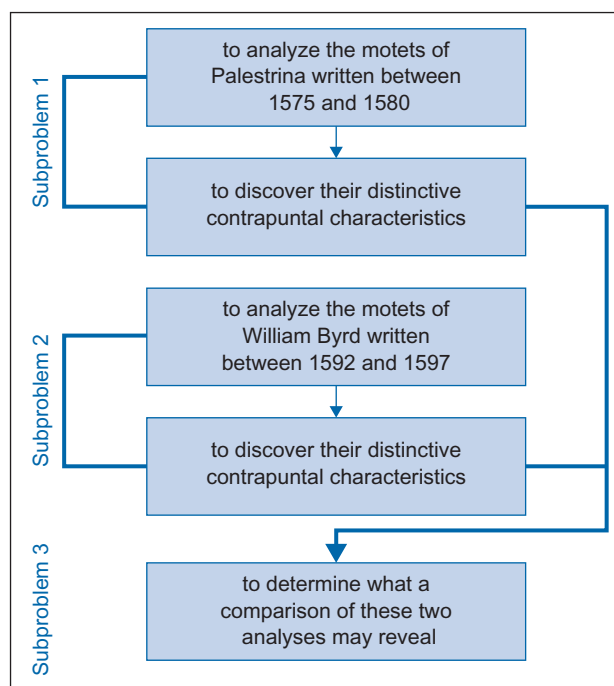 Subproblem 1
to analyze the motets of
Palestrina written between
1575 and 1580
to discover their distinctive
contrapuntal characteristics
Subproblem 2
to analyze the motets of
William Byrd written
between 1592 and 1597
to discover their distinctive
contrapuntal characteristics
Subproblem 3
to determine what a
comparison of these two
analyses may reveal